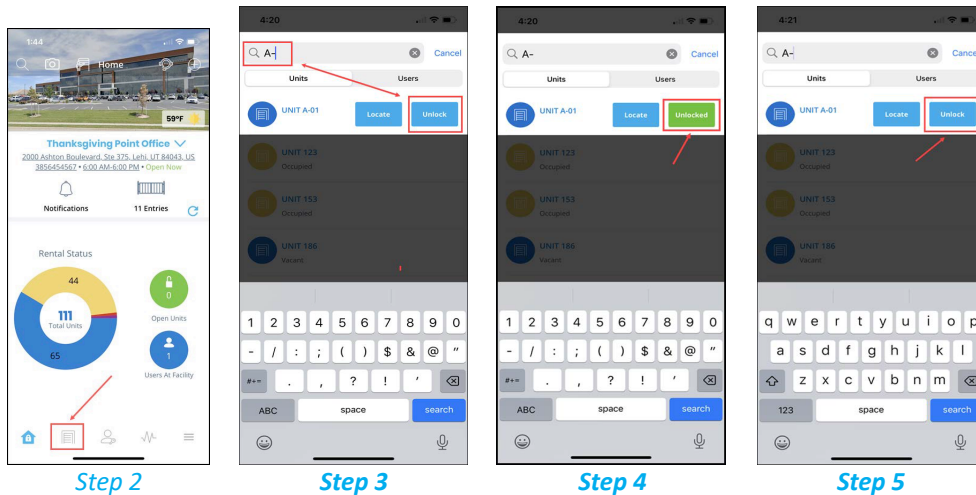 1:44
Home
59°F
Thanksgiving Point Office
2000 Ashton Boulevard, Ste 375, Lehi, UT 84043, US
3856454567 • 6:00 AM-6:00 PM • Open Now
Notifications
11 Entries
Rental Status
44
111
Total Units
65
0
Open Units
1
Users At Facility
Step 2
4:20
A-
Cancel
Units Users
UNIT A-01 Locate Unlock
UNIT 123
Occupied
UNIT 153
Occupied
UNIT 186
Vacant
1 2 3 4 5 6 7 8 9 0
- / : ; ( ) $ & @ "
#+= . , ? ! '
ABC space search
Step 3
4:20
A-
Cancel
Units Users
UNIT A-01 Locate Unlocked
UNIT 123
Occupied
UNIT 153
Occupied
UNIT 186
Vacant
1 2 3 4 5 6 7 8 9 0
- / : ; ( ) $ & @ "
#+= . , ? ! '
ABC space search
Step 4
4:21
A-
Cance
Units Users
UNIT A-01 Locate Unlock
UNIT 123
Occupied
UNIT 153
Occupied
UNIT 186
Vacant
q w e r t y u i o p
a s d f g h j k l
z x c v b n m
123 space search
Step 5